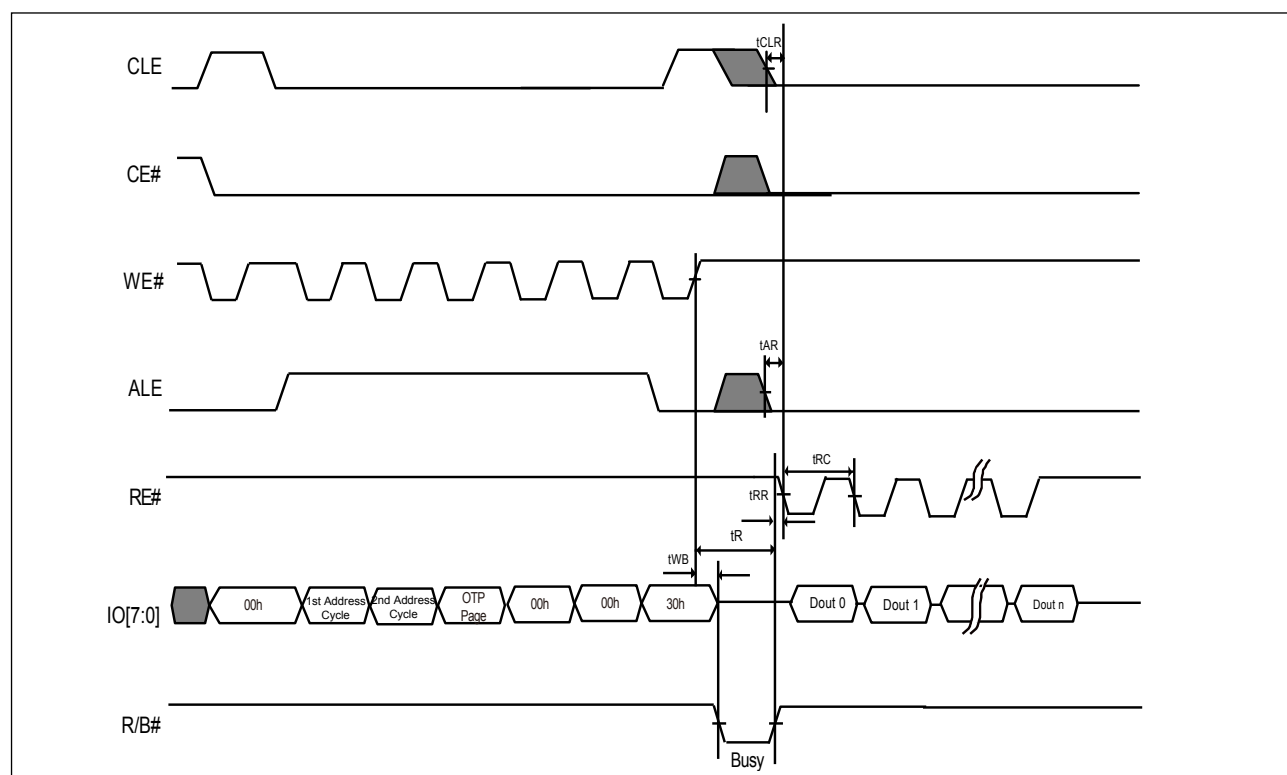 tCLR
CLE
CE#
WE#
tAR
ALE
tRC
RE#
tRR
tR
tWB
IO[7:0]
00h
1st Address
Cycle
2nd Address
Cycle
OTP
Page
00h
00h
30h
Dout 0
Dout 1
Dout n
R/B#
Busy